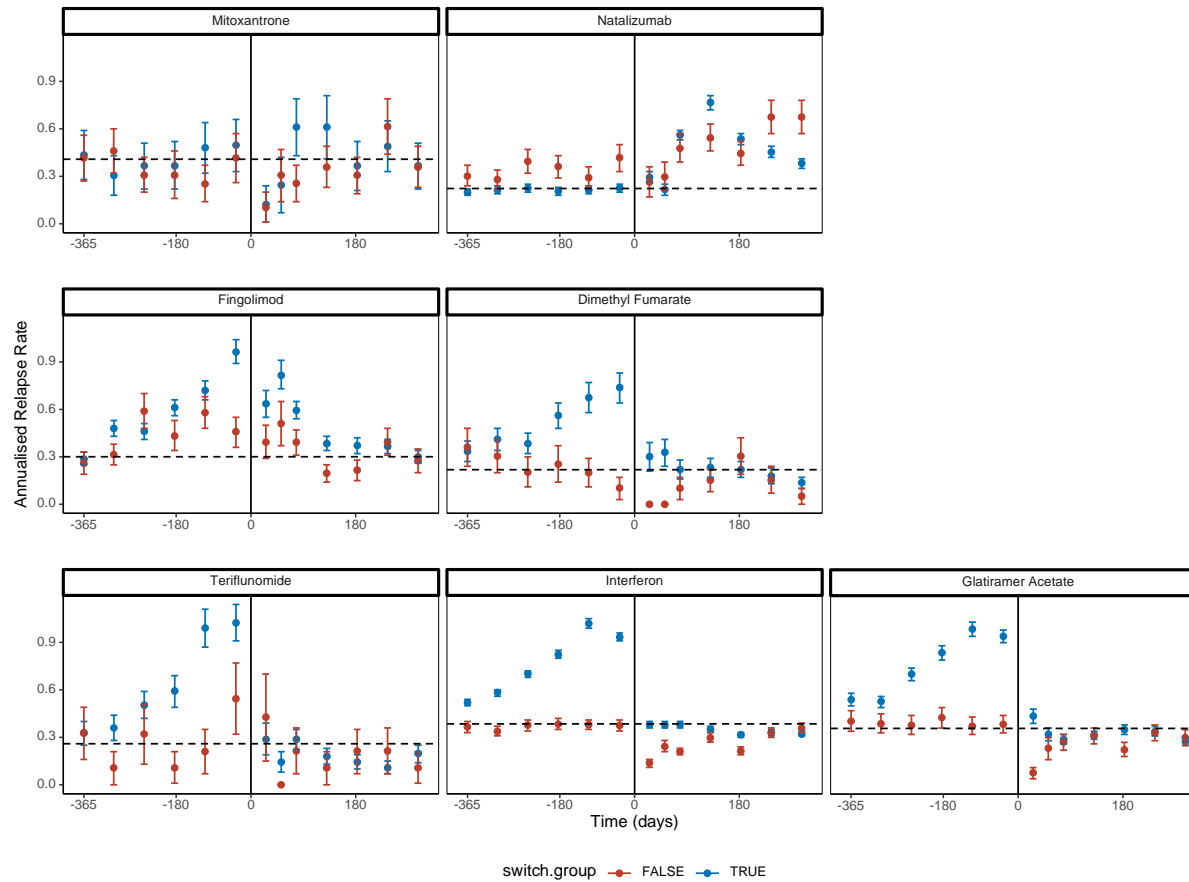 Mitoxantrone Natalizumab
0.9
0.6
0.3
0.0
-365 -180 0 180 -365 -180 0 180
Fingolimod Dimethyl Fumarate
0.9
0.6
0.3
0.0
-365 -180 0 180 -365 -180 0 180
Annualised Relapse Rate
Teriflunomide Interferon Glatiramer Acetate
0.9
0.6
0.3
0.0
-365 -180 0 180 -365 -180 0 180 -365 -180 0 180
Time (days)
switch.group FALSE TRUE